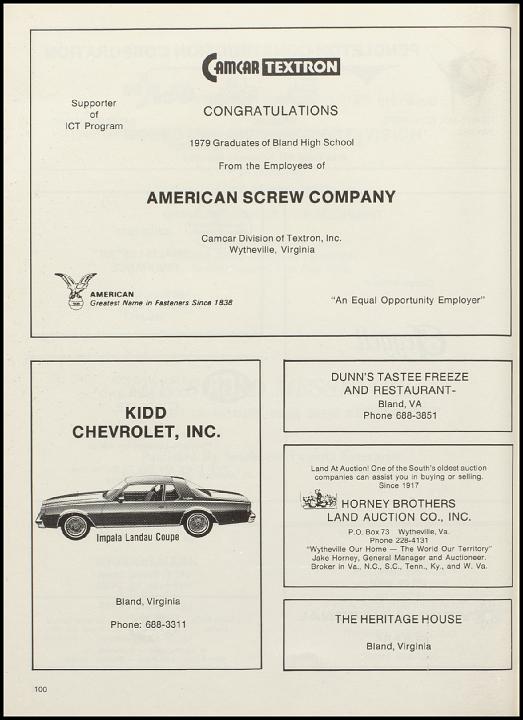 CAMCAR TEXTRON
Supporter
of
ICT Program
CONGRATULATIONS
1979 Graduates of Bland High School
From the Employees of
AMERICAN SCREW COMPANY
Camcar Division of Textron, Inc.
Wytheville, Virginia
AMERICAN
Greatest Name in Fasteners Since 1838
"An Equal Opportunity Employer"
KIDD
CHEVROLET, INC.
Impala Landau Coupe
Bland, Virginia
Phone: 688-3311
DUNN'S TASTEE FREEZE
AND RESTAURANT-
Bland, VA
Phone 688-3851
Land At Auction! One of the South's oldest auction
companies can assist you in buying or selling.
Since 1917
HORNEY BROTHERS
LAND AUCTION CO., INC.
P.O. Box 73 Wytheville, Va.
Phone 228-4131
"Wytheville Our Home — The World Our Territory"
Jake Horney, General Manager and Auctioneer.
Broker in Va., N.C., S.C., Tenn., Ky., and W. Va.
THE HERITAGE HOUSE
Bland, Virginia
100